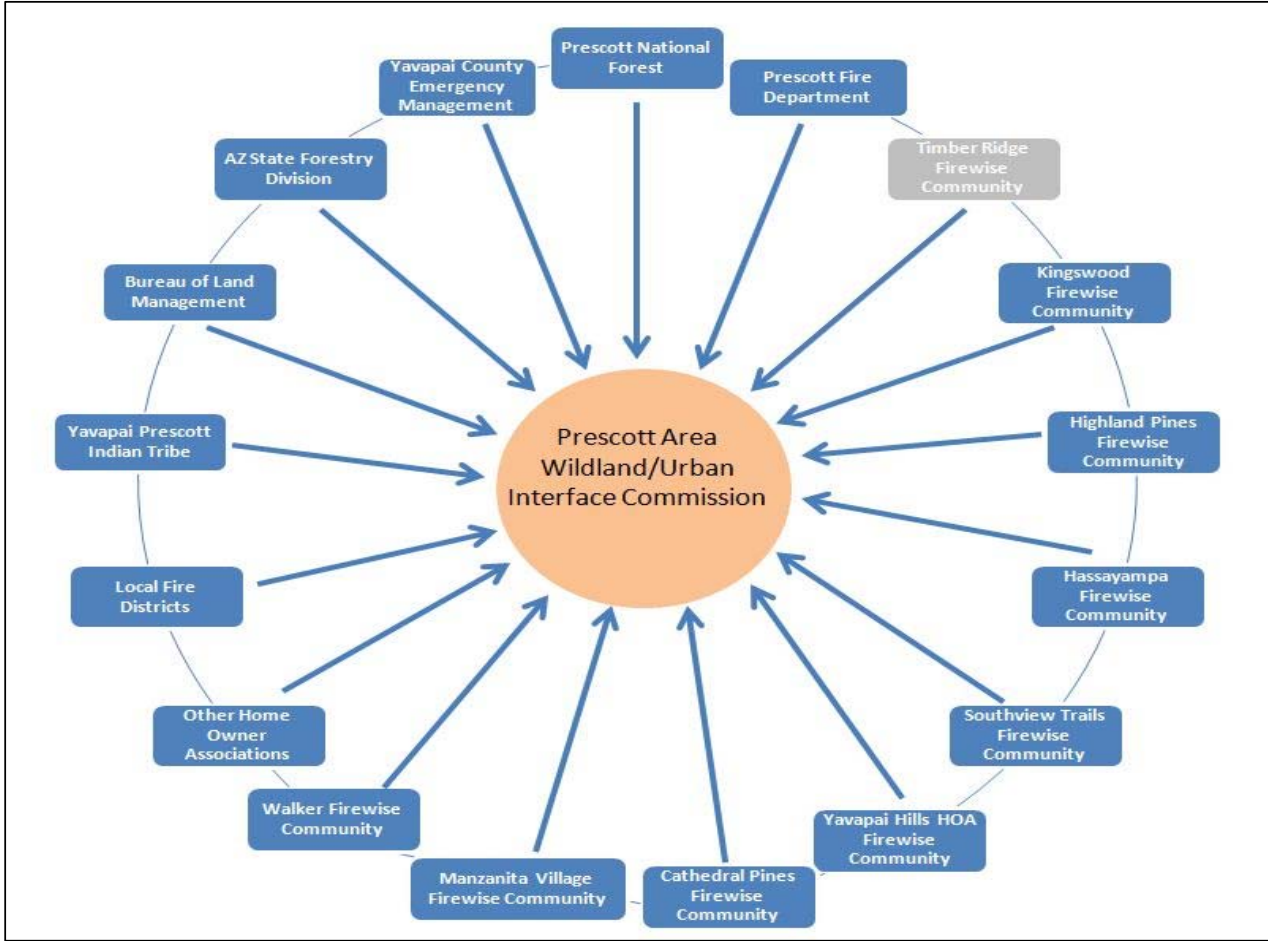 Prescott National
Forest
Prescott Fire
Department
Timber Ridge
Firewise
Community
Kingswood
Firewise
Community
Highland Pines
Firewise
Community
Hassayampa
Firewise
Community
Southview Trails
Firewise
Community
Yavapai Hills HOA
Firewise
Community
Cathedral Pines
Firewise
Community
Manzanita Village
Firewise Community
Walker Firewise
Community
Other Home
Owner
Associations
Local Fire
Districts
Yavapai Prescott
Indian Tribe
Bureau of Land
Management
AZ State Forestry
Division
Yavapai County
Emergency
Management
Prescott Area
Wildland/Urban
Interface Commission